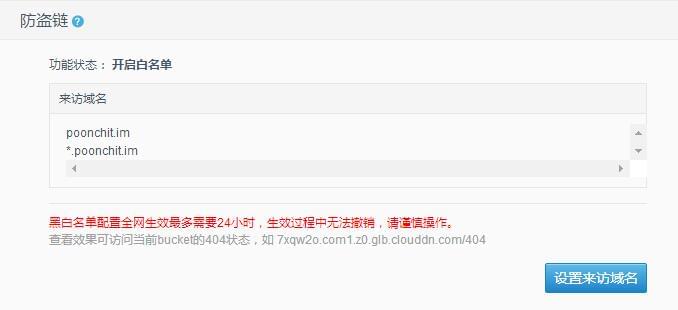 防盗链 ?
功能状态： 开启白名单
来访域名
poonchit.im
*.poonchit.im
黑白名单配置全网生效最多需要24小时，生效过程中无法撤销，请谨慎操作。
查看效果可访问当前bucket的404状态，如 7xqw2o.com1.z0.glb.clouddn.com/404
设置来访域名